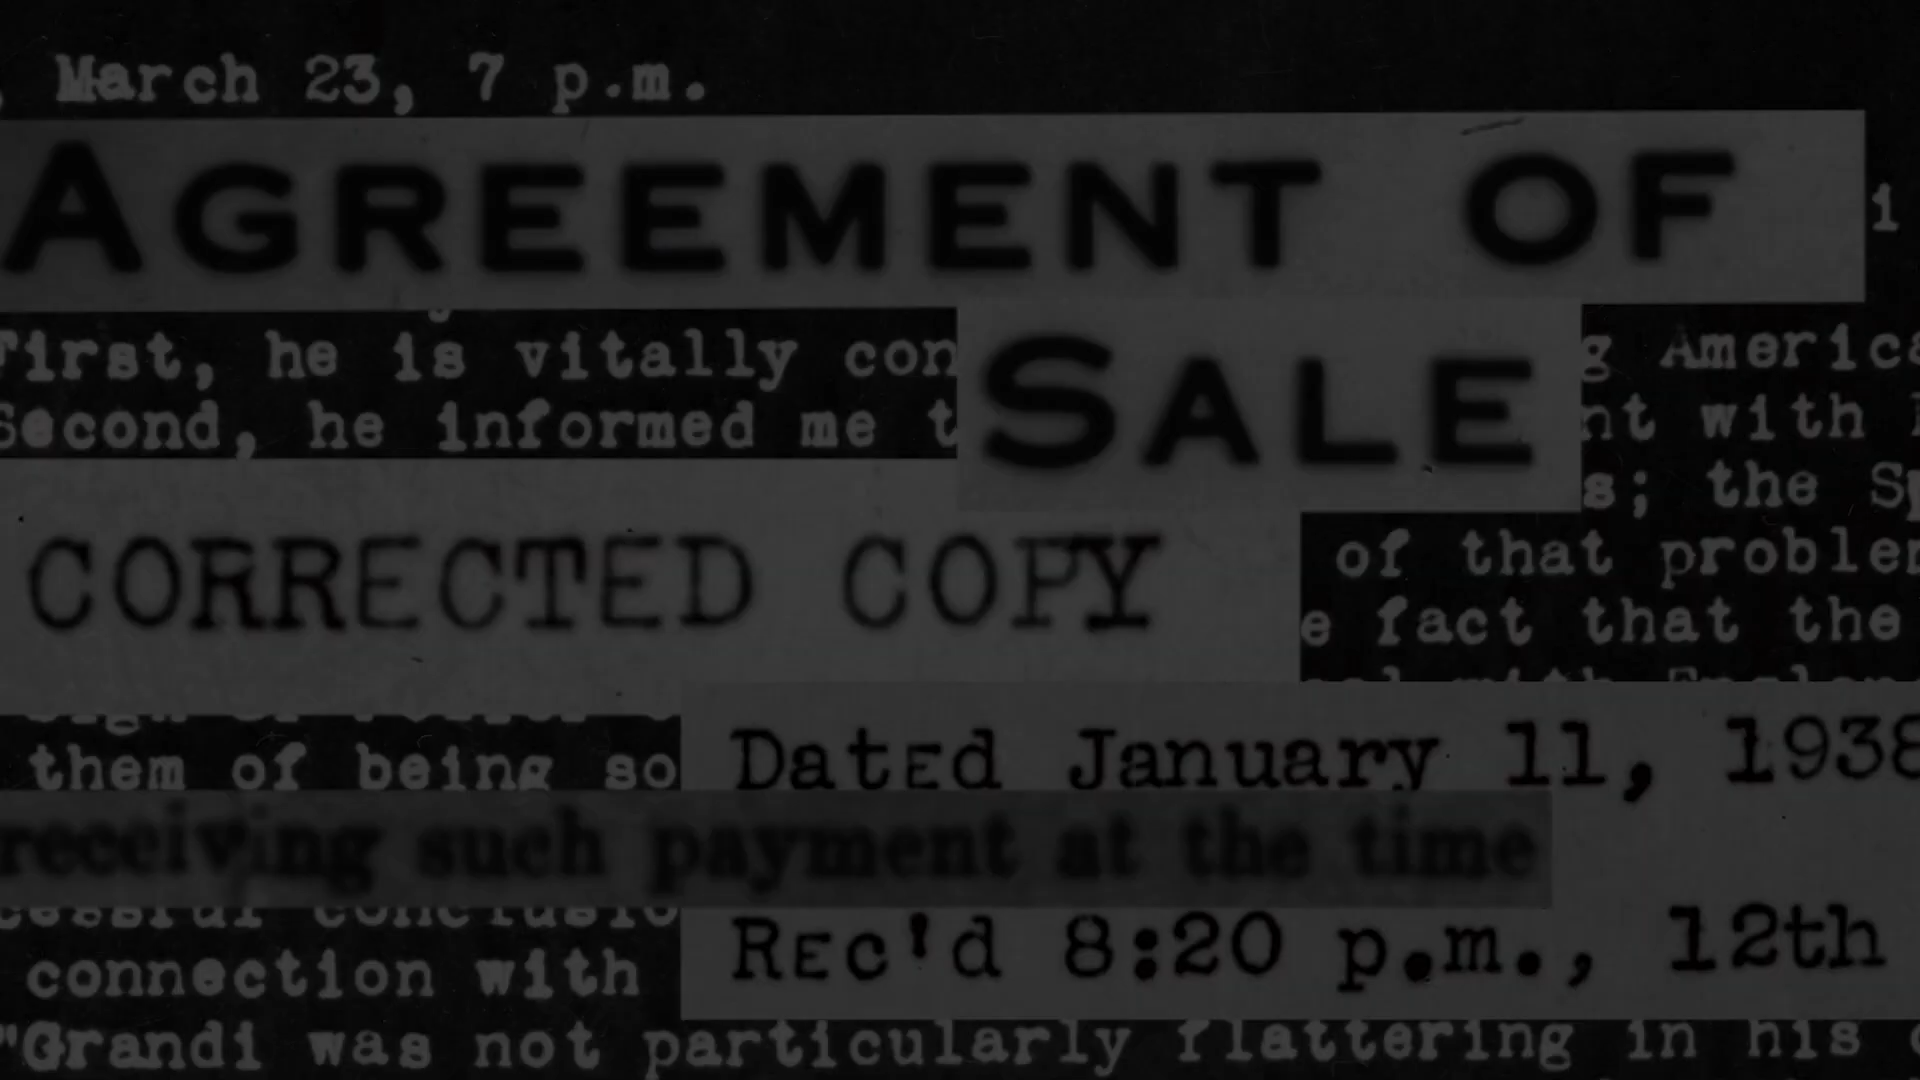 , March 23, 7 p.m.
AGREEMENT OF
i
First, he is vitally con
SALE
g America
Second, he informed me t
nt with
s; the Sp
CORRECTED COPY
of that problem
e fact that the
them of being so
DatEd January 11, 1938
receiving such payment at the time
connection with
REc'd 8:20 p.m., 12th
"Grandi was not particularly flattering in his